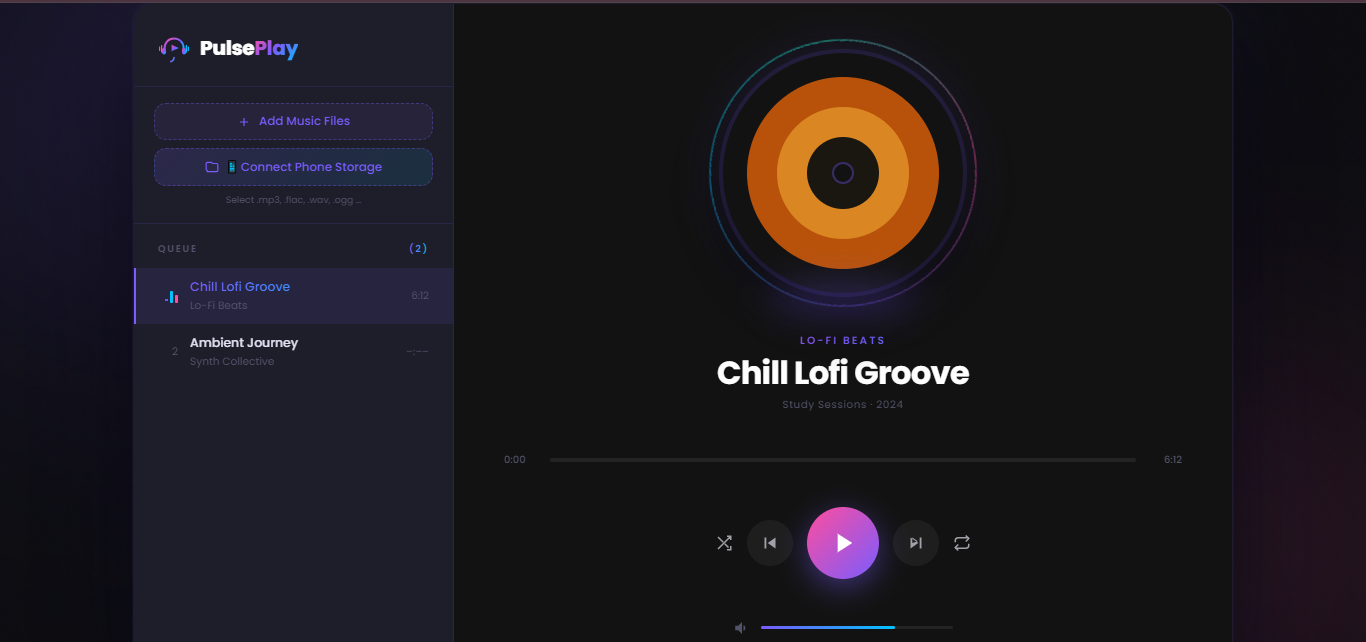 PulsePlay
+ Add Music Files
Connect Phone Storage
Select .mp3, .flac, .wav, .ogg ...
QUEUE (2)
Chill Lofi Groove
Lo-Fi Beats
6:12
2
Ambient Journey
Synth Collective
--:--
LO-FI BEATS
Chill Lofi Groove
Study Sessions · 2024
0:00
6:12